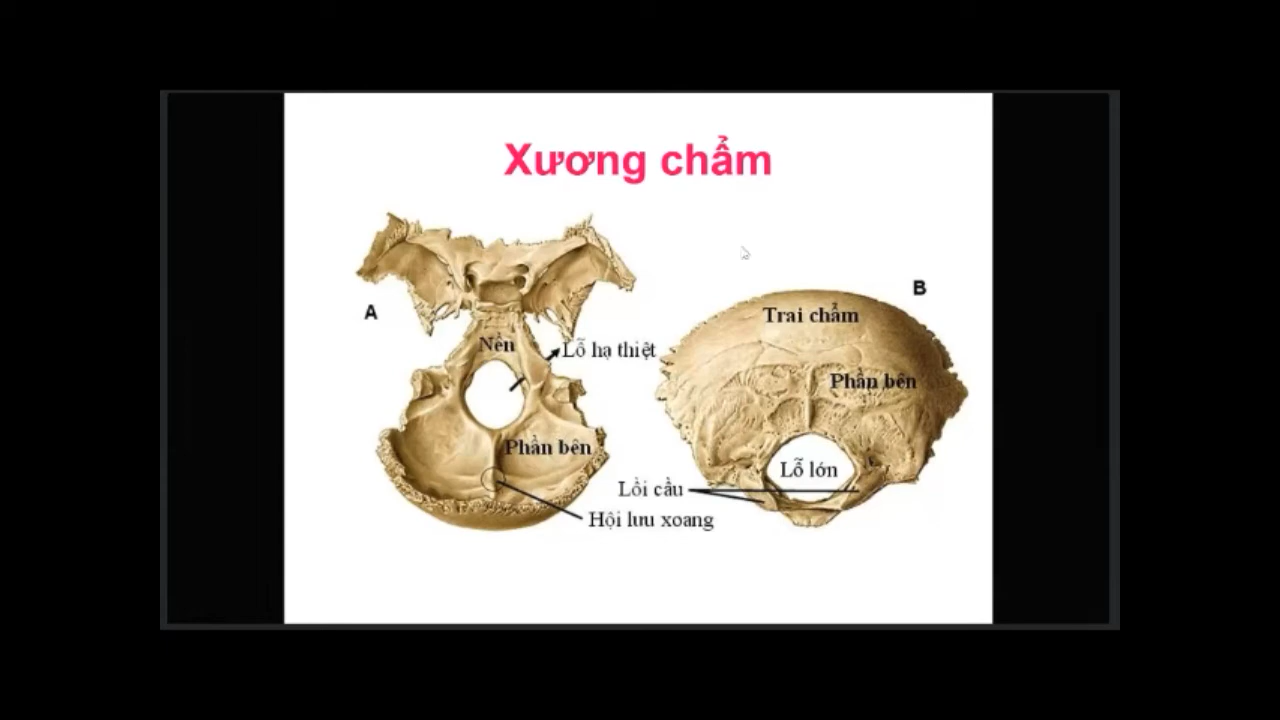 Xương chẩm
A
B
Trai chẩm
Nền
Lỗ hạ thiệt
Phần bên
Phần bên
Lỗ lớn
Lồi cầu
Hội lưu xoang